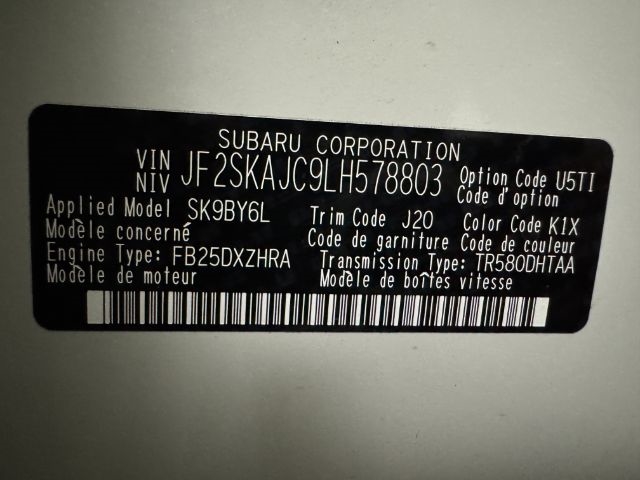 SUBARU CORPORATION
VIN
NIV JF2SKAJC9LH578803 Option Code U5TI
Code d'option
Applied Model SK9BY6L Trim Code J20 Color Code K1X
Modèle concerné Code de garniture Code de couleur
Engine Type: FB25DXZHRA Transmission Type: TR580DHTAA
Modèle de moteur Modèle de boîtes vitesse